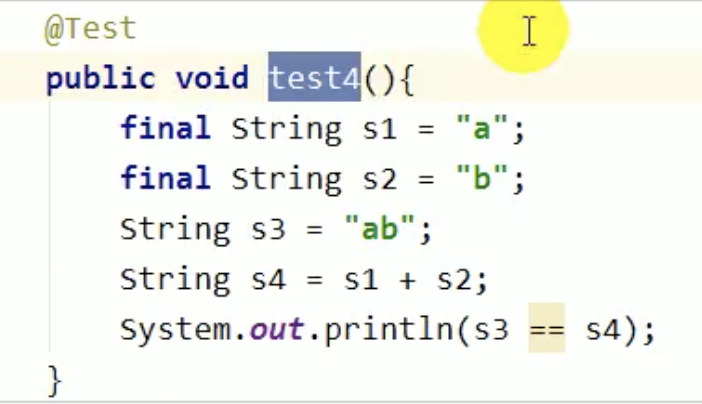 @Test
public void test4(){
final String s1 = "a";
final String s2 = "b";
String s3 = "ab";
String s4 = s1 + s2;
System.out.println(s3 == s4);
}